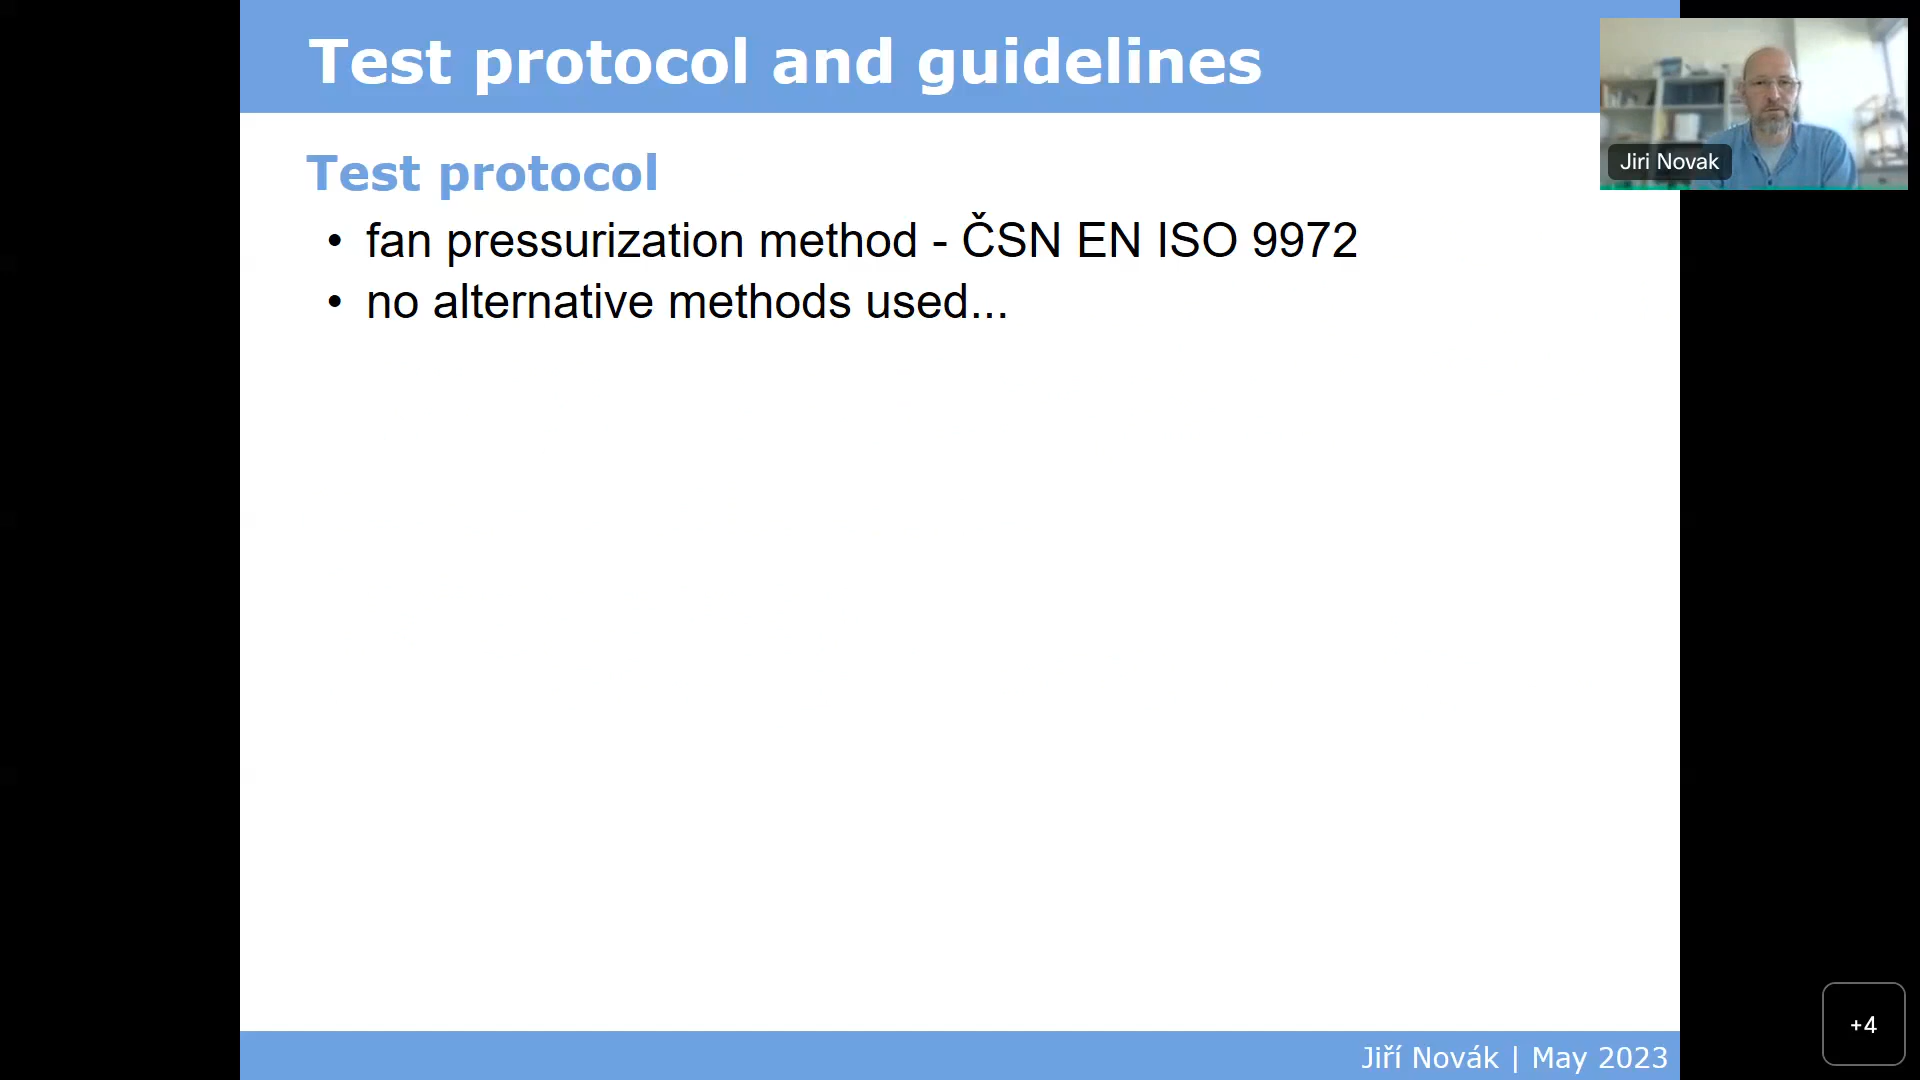 Test protocol and guidelines
Jiri Novak
Test protocol
• fan pressurization method - ČSN EN ISO 9972
• no alternative methods used...
+4
Jiří Novák | May 2023